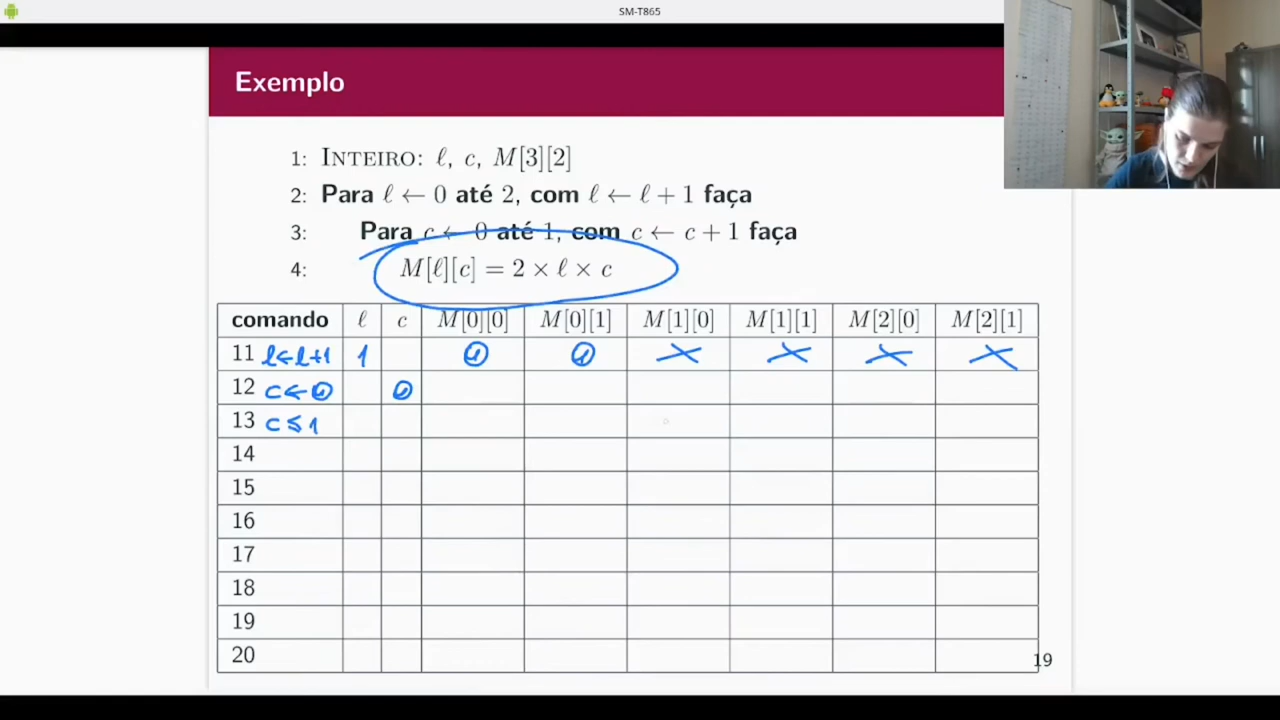 SM-T865
Exemplo
1: INTEIRO: ℓ, c, M[3][2]
2: Para ℓ ← 0 até 2, com ℓ ← ℓ + 1 faça
3: Para c ← 0 até 1, com c ← c + 1 faça
4: M[ℓ][c] = 2 × ℓ × c
comando ℓ c M[0][0] M[0][1] M[1][0] M[1][1] M[2][0] M[2][1]
11 ℓ←ℓ+1 1 0 0 X X X X
12 c←0 0
13 c≤1
14
15
16
17
18
19
20
19